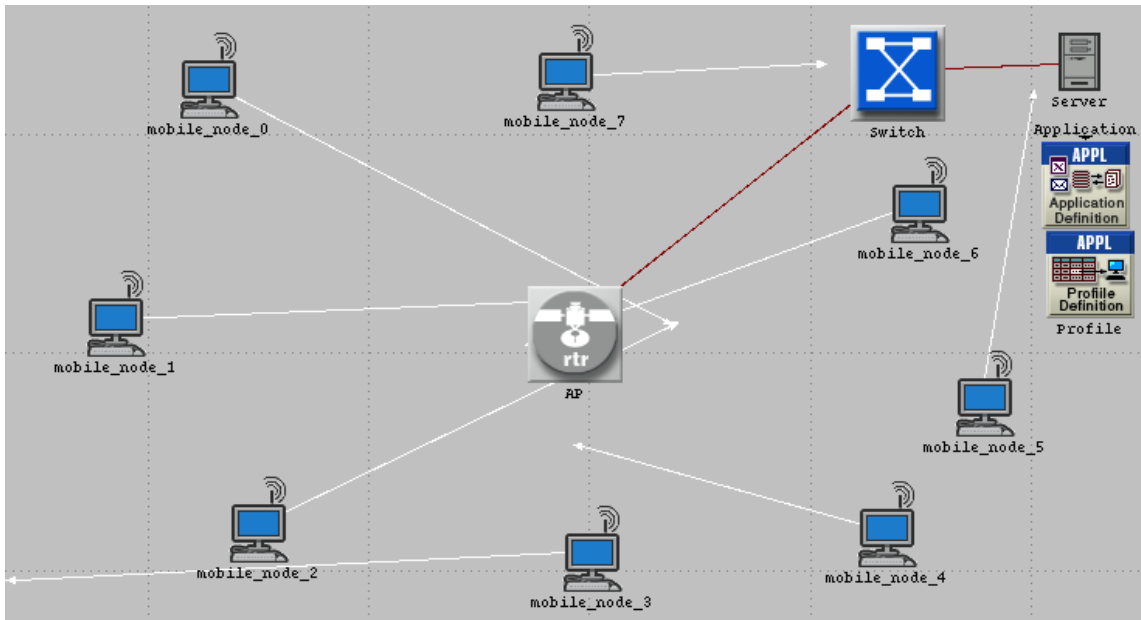 mobile_node_0
mobile_node_7
Switch
Server
Application
APPL
Application
Definition
mobile_node_6
APPL
Profile
Definition
Profile
mobile_node_1
rtr
AP
mobile_node_5
mobile_node_2
mobile_node_3
mobile_node_4